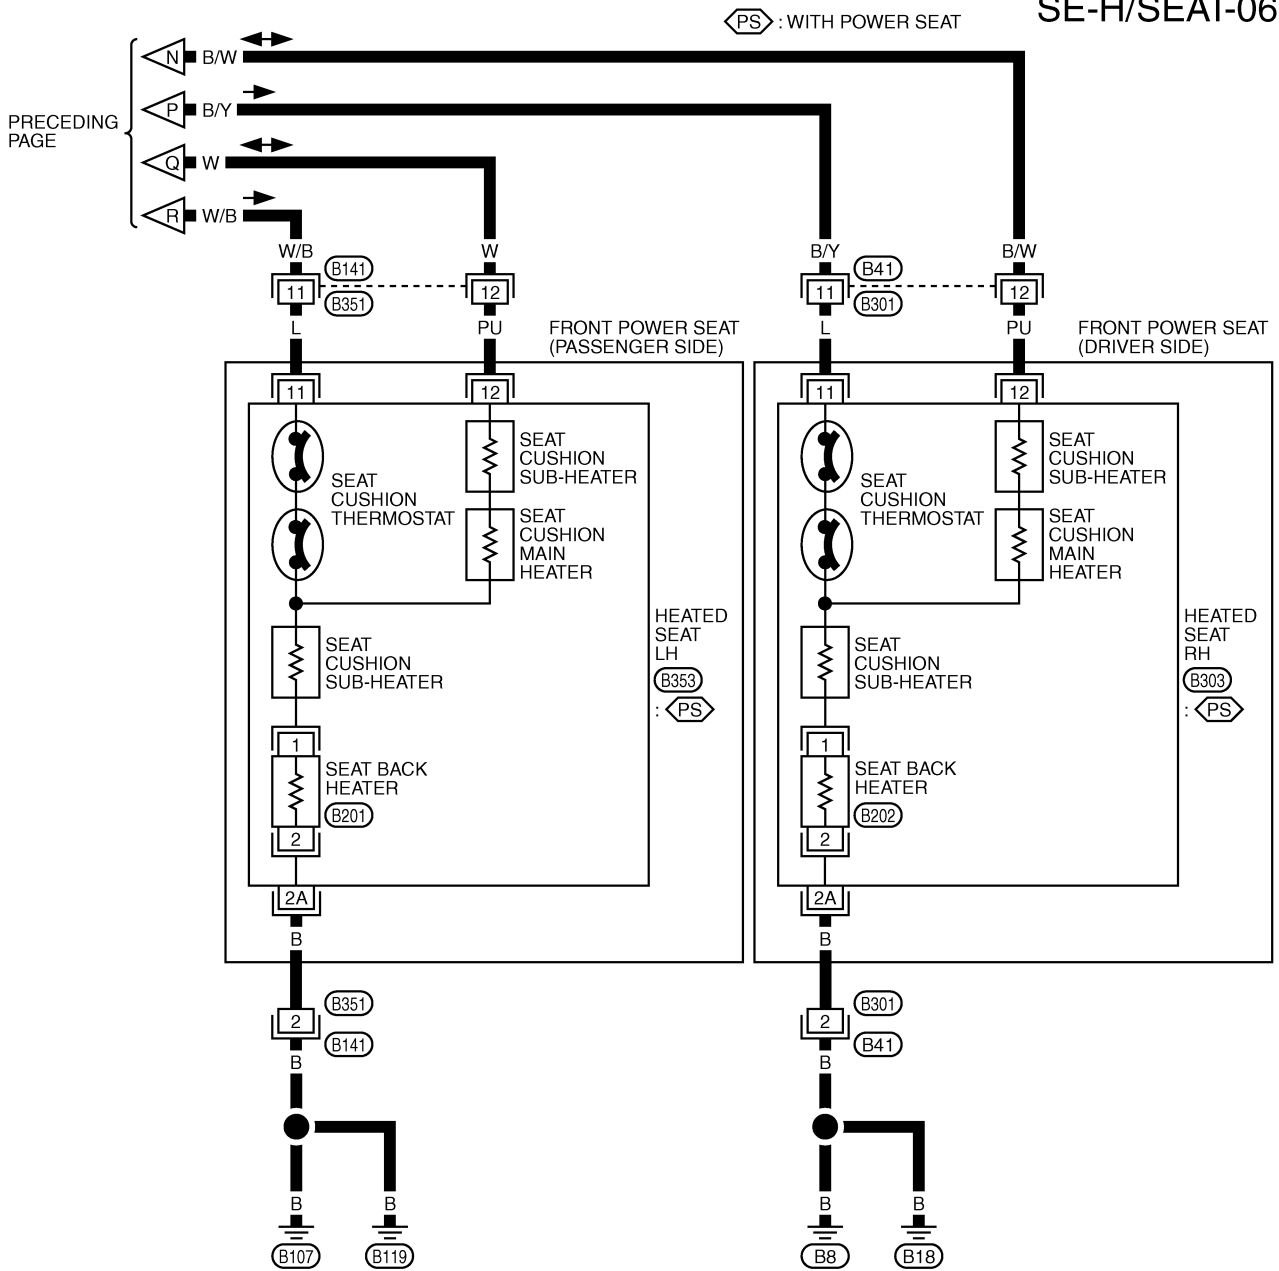 SE-H/SEAT-06
PS : WITH POWER SEAT
PRECEDING
PAGE
N B/W
P B/Y
Q W
R W/B
W/B W B/Y B/W
B141 B41
11 12 11 12
B351 B301
L PU L PU
FRONT POWER SEAT
(PASSENGER SIDE)
FRONT POWER SEAT
(DRIVER SIDE)
11 12 11 12
SEAT
CUSHION
SUB-HEATER
SEAT
CUSHION
THERMOSTAT
SEAT
CUSHION
MAIN
HEATER
SEAT
CUSHION
SUB-HEATER
SEAT
CUSHION
THERMOSTAT
SEAT
CUSHION
MAIN
HEATER
HEATED
SEAT
LH
B353
: PS
HEATED
SEAT
RH
B303
: PS
SEAT
CUSHION
SUB-HEATER
SEAT
CUSHION
SUB-HEATER
1
SEAT BACK
HEATER
B201
2
1
SEAT BACK
HEATER
B202
2
2A 2A
B B
B351 B301
2 2
B141 B41
B B
B B B B
B107 B119 B8 B18